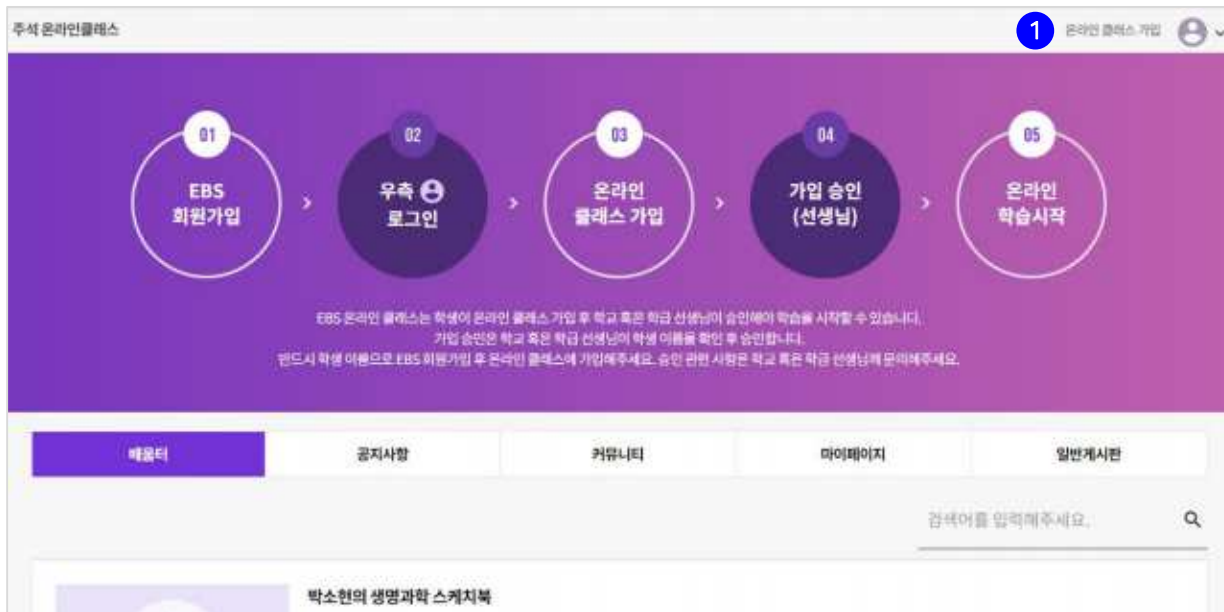 주석 온라인클래스
1 온라인 클래스 가입
01
EBS
회원가입
02
우측
로그인
03
온라인
클래스 가입
04
가입 승인
(선생님)
05
온라인
학습시작
EBS 온라인 클래스는 학생이 온라인 클래스 가입 후 학교 혹은 학급 선생님이 승인해야 학습을 시작할 수 있습니다.
가입 승인은 학교 혹은 학급 선생님이 학생 이름을 확인 후 승인합니다.
반드시 학생 이름으로 EBS 회원가입 후 온라인 클래스에 가입해주세요. 승인 관련 사항은 학교 혹은 학급 선생님께 문의해주세요.
배움터 공지사항 커뮤니티 마이페이지 일반게시판
검색어를 입력해주세요.
박소현의 생명과학 스케치북